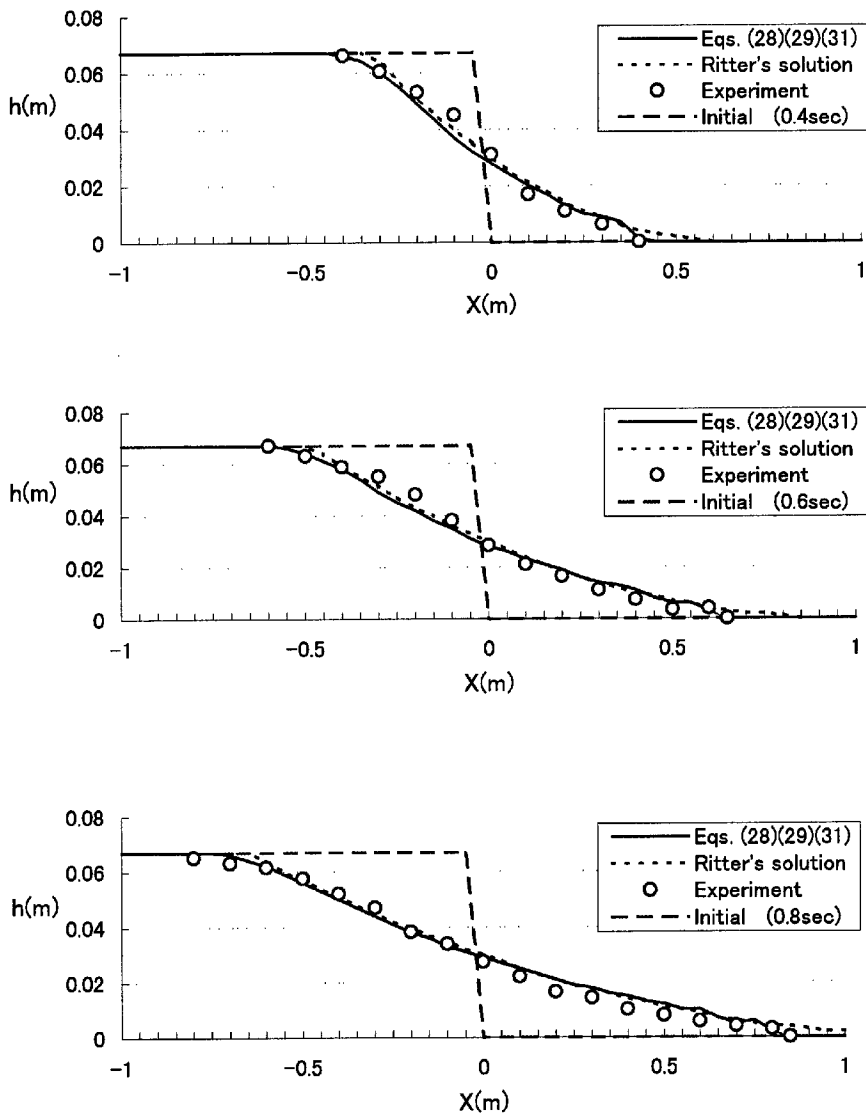 0.08
0.06
h(m)
0.04
0.02
0
-1
-0.5
0
0.5
1
X(m)
Eqs. (28)(29)(31)
Ritter's solution
Experiment
Initial (0.4sec)
0.08
0.06
h(m)
0.04
0.02
0
-1
-0.5
0
0.5
1
X(m)
Eqs. (28)(29)(31)
Ritter's solution
Experiment
Initial (0.6sec)
0.08
0.06
h(m)
0.04
0.02
0
-1
-0.5
0
0.5
1
X(m)
Eqs. (28)(29)(31)
Ritter's solution
Experiment
Initial (0.8sec)